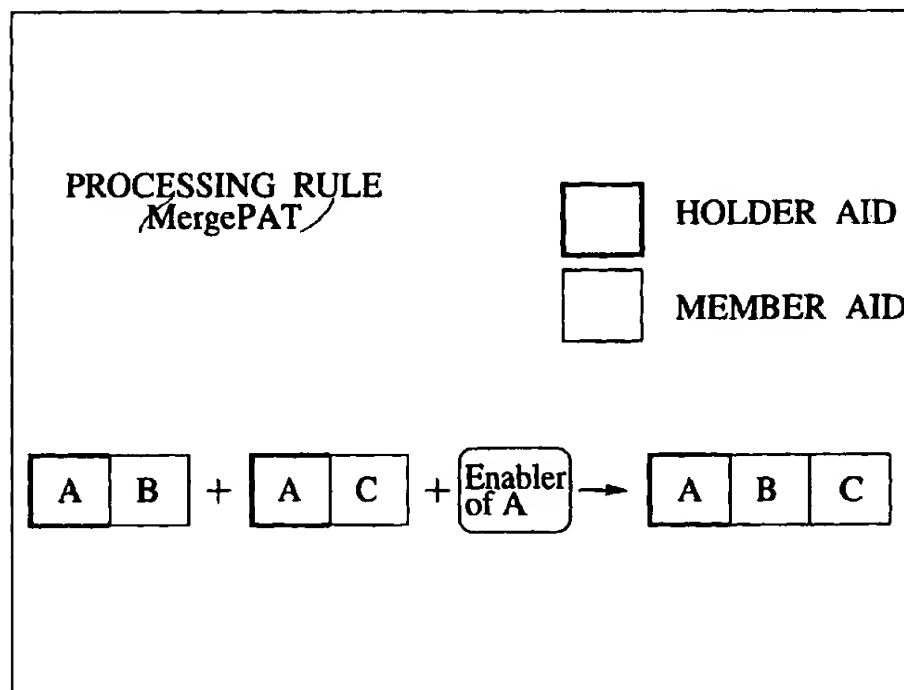 PROCESSING RULE
(MergePAT)
HOLDER AID
MEMBER AID
A B + A C + Enabler of A → A B C